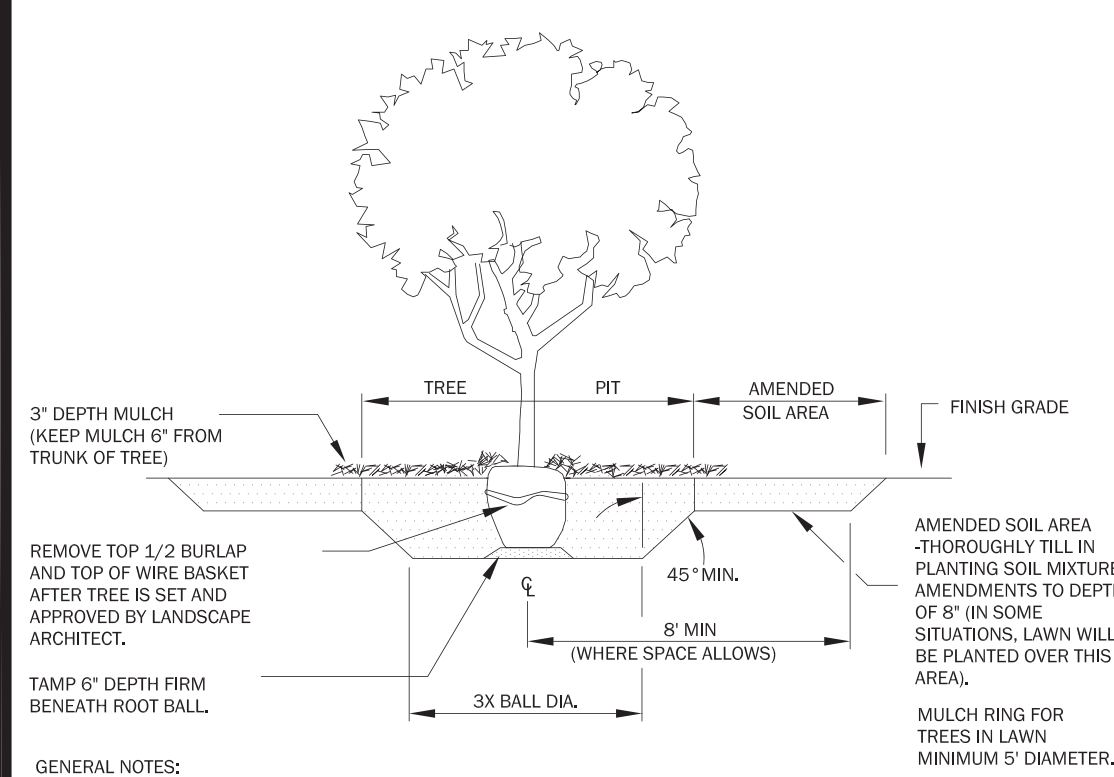 TREE PIT
AMENDED
SOIL AREA
3" DEPTH MULCH
(KEEP MULCH 6" FROM
TRUNK OF TREE)
FINISH GRADE
REMOVE TOP 1/2 BURLAP
AND TOP OF WIRE BASKET
AFTER TREE IS SET AND
APPROVED BY LANDSCAPE
ARCHITECT.
TAMP 6" DEPTH FIRM
BENEATH ROOT BALL.
45° MIN.
℄
8' MIN
(WHERE SPACE ALLOWS)
3X BALL DIA.
AMENDED SOIL AREA
-THOROUGHLY TILL IN
PLANTING SOIL MIXTURE
AMENDMENTS TO DEPTH
OF 8" (IN SOME
SITUATIONS, LAWN WILL
BE PLANTED OVER THIS
AREA).
MULCH RING FOR
TREES IN LAWN
MINIMUM 5' DIAMETER.
GENERAL NOTES: